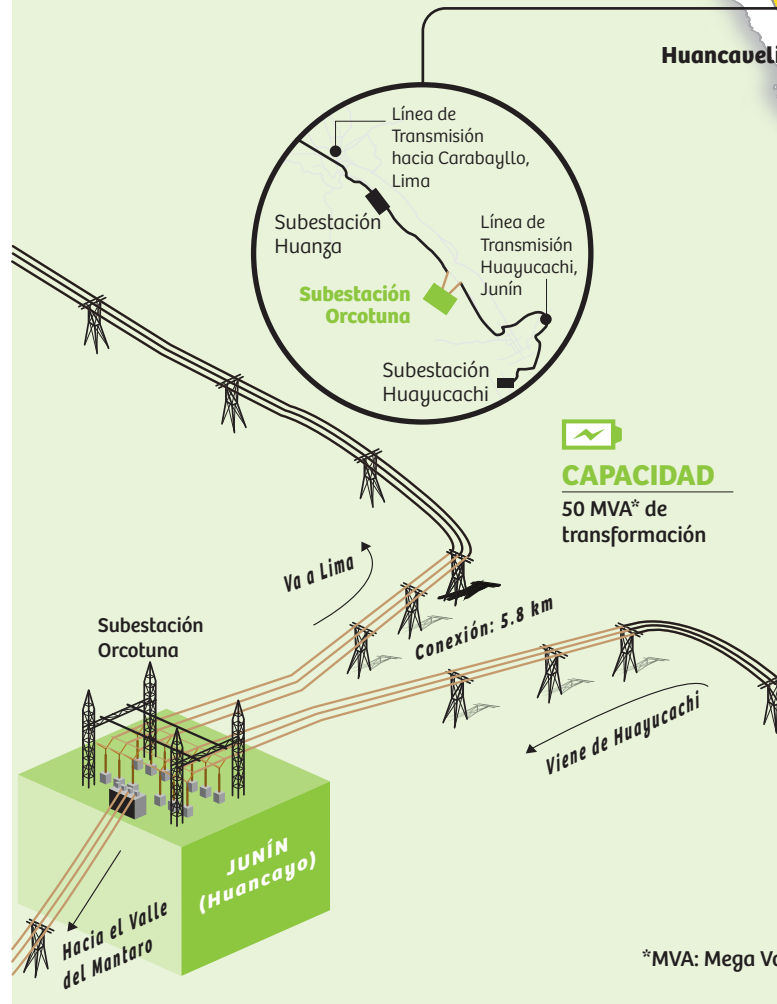 Línea de
Transmisión
hacia Carabayllo,
Lima
Subestación
Huanza
Línea de
Transmisión
Huayucachi,
Junín
Subestación
Orcotuna
Subestación
Huayucachi
CAPACIDAD
50 MVA* de
transformación
Va a Lima
Conexión: 5.8 km
Subestación
Orcotuna
Viene de Huayucachi
JUNÍN
(Huancayo)
Hacia el Valle
del Mantaro
*MVA: Mega